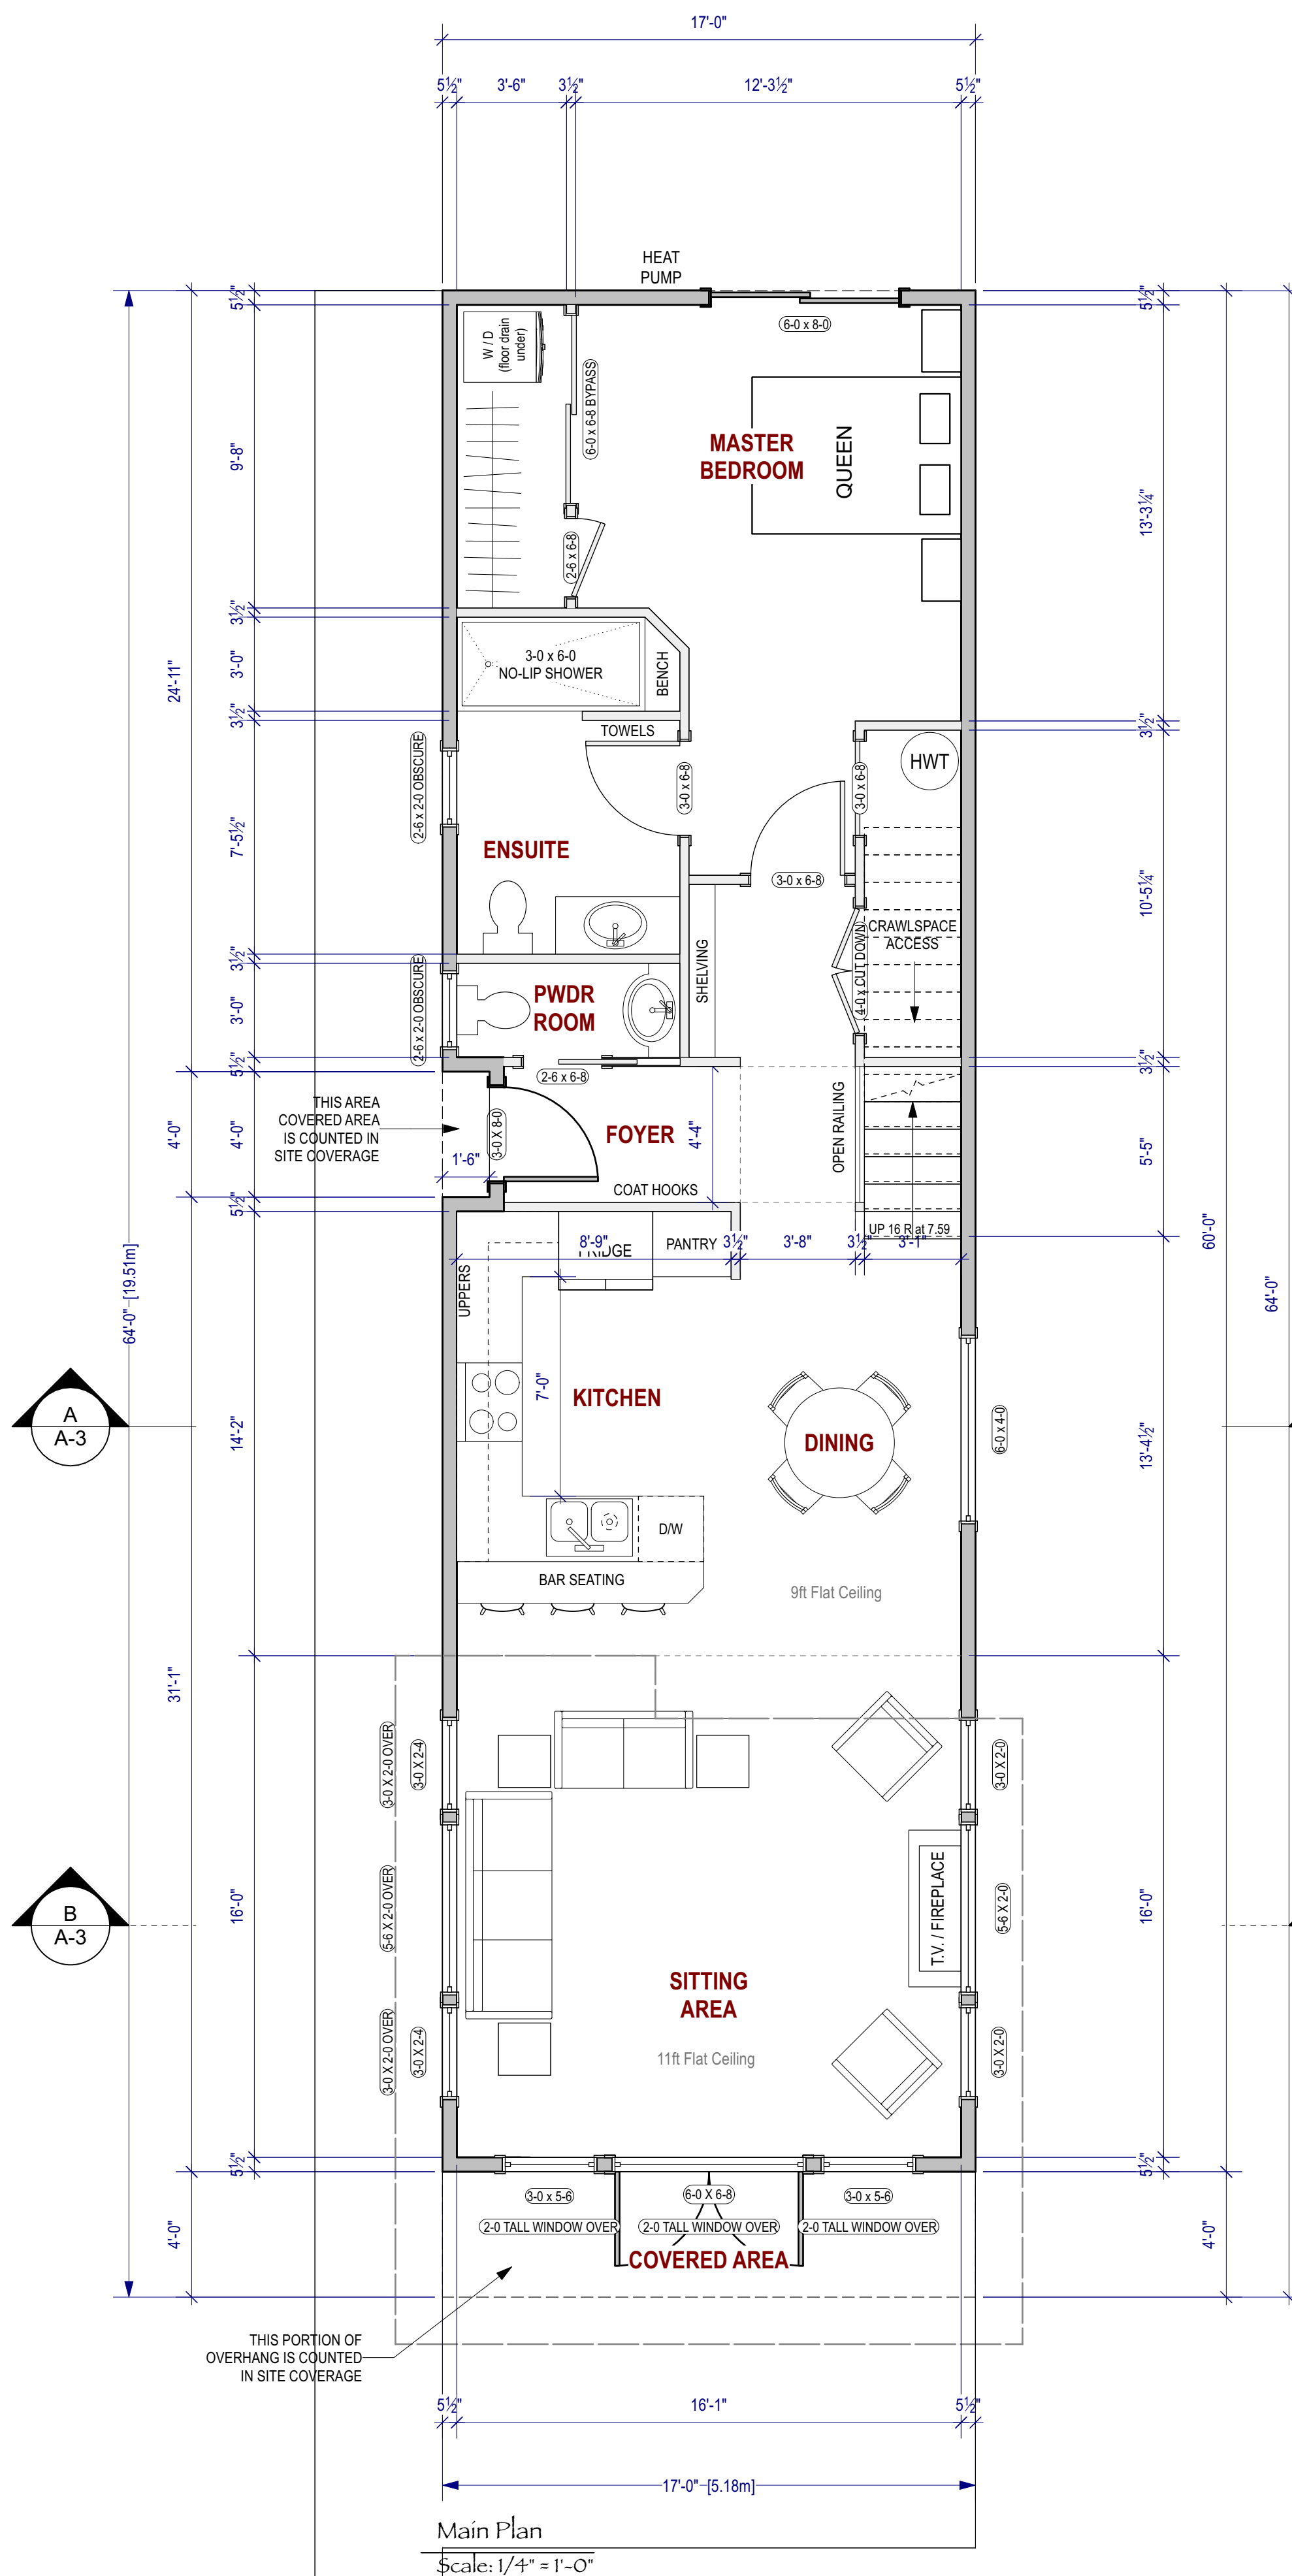 17'-0"
5½" 3'-6" 3½" 12'-3½" 5½"
HEAT
PUMP
5½"
5½"
6-0 x 8-0
W / D
(floor drain
under)
6-0 x 6-8 BYPASS
MASTER
BEDROOM
QUEEN
9'-8"
13'-3¼"
2-6 x 6-8
3½"
24'-11"
3'-0"
3-0 x 6-0
NO-LIP SHOWER
BENCH
3½"
TOWELS
3½"
HWT
2-6 x 2-0 OBSCURE
3-0 x 6-8
3-0 x 6-8
7'-5½"
ENSUITE
3-0 x 6-8
10'-5¼"
CRAWLSPACE
ACCESS
4-0 x CUT DOWN
SHELVING
3½"
2-6 x 2-0 OBSCURE
3'-0"
PWDR
ROOM
5½"
3½"
2-6 x 6-8
THIS AREA
COVERED AREA
IS COUNTED IN
SITE COVERAGE
4'-0"
4'-0"
3-0 X 8-0
1'-6"
FOYER
4'-4"
OPEN RAILING
5'-5"
COAT HOOKS
5½"
UP 16 R at 7.59
8'-9" 3½" 3'-8" 3½" 3'-1"
FRIDGE
PANTRY
UPPERS
64'-0" [19.51m]
60'-0"
64'-0"
7'-0"
KITCHEN
A
A-3
14'-2"
DINING
6-0 x 4-0
13'-4½"
D/W
BAR SEATING
9ft Flat Ceiling
31'-1"
3-0 X 2-0 OVER
3-0 X 2-4
3-0 X 2-0
5-6 X 2-0 OVER
B
A-3
16'-0"
T.V. / FIREPLACE
5-6 X 2-0
16'-0"
SITTING
AREA
11ft Flat Ceiling
3-0 X 2-0 OVER
3-0 X 2-4
3-0 X 2-0
5½"
5½"
3-0 x 5-6
6-0 X 6-8
3-0 x 5-6
2-0 TALL WINDOW OVER
2-0 TALL WINDOW OVER
2-0 TALL WINDOW OVER
4'-0"
4'-0"
COVERED AREA
THIS PORTION OF
OVERHANG IS COUNTED
IN SITE COVERAGE
5½" 16'-1" 5½"
17'-0" [5.18m]
Main Plan
Scale: 1/4" = 1'-0"